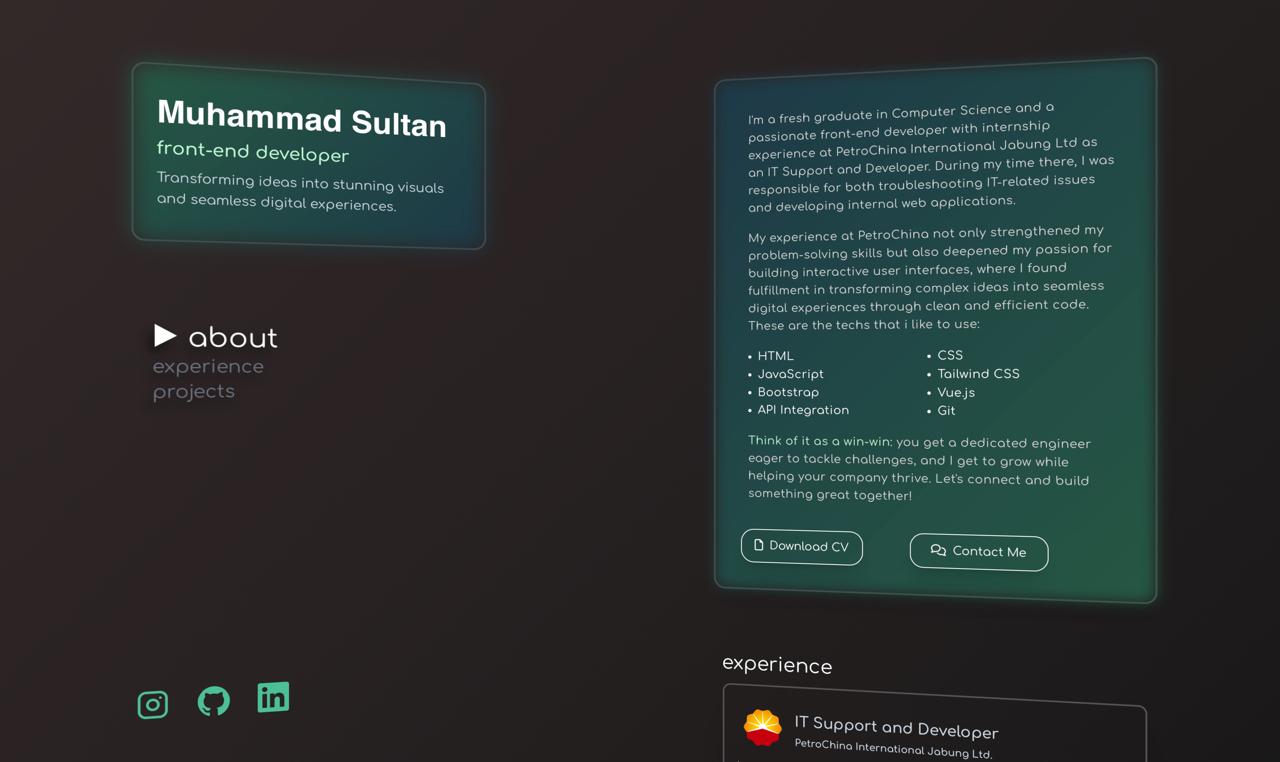 Muhammad Sultan
front-end developer
Transforming ideas into stunning visuals
and seamless digital experiences.
about
experience
projects
I'm a fresh graduate in Computer Science and a
passionate front-end developer with internship
experience at PetroChina International Jabung Ltd as
an IT Support and Developer. During my time there, I was
responsible for both troubleshooting IT-related issues
and developing internal web applications.
My experience at PetroChina not only strengthened my
problem-solving skills but also deepened my passion for
building interactive user interfaces, where I found
fulfillment in transforming complex ideas into seamless
digital experiences through clean and efficient code.
These are the techs that i like to use:
• HTML
• CSS
• JavaScript
• Tailwind CSS
• Bootstrap
• Vue.js
• API Integration
• Git
Think of it as a win-win: you get a dedicated engineer
eager to tackle challenges, and I get to grow while
helping your company thrive. Let's connect and build
something great together!
Download CV
Contact Me
experience
IT Support and Developer
PetroChina International Jabung Ltd.